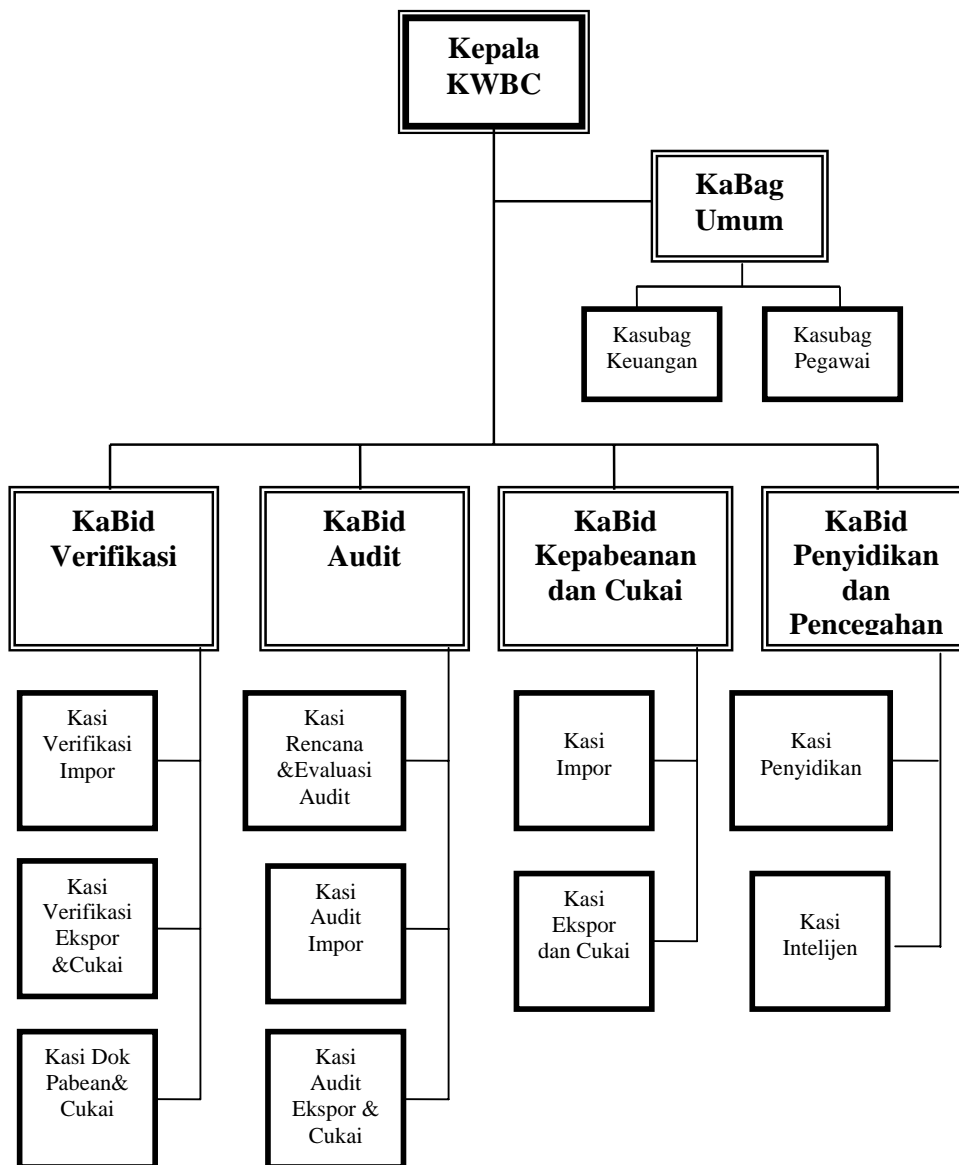 Kepala
KWBC
KaBag
Umum
Kasubag
Keuangan
Kasubag
Pegawai
KaBid
Verifikasi
KaBid
Audit
KaBid
Kepabeanan
dan Cukai
KaBid
Penyidikan
dan
Pencegahan
Kasi
Verifikasi
Impor
Kasi
Rencana
&Evaluasi
Audit
Kasi
Impor
Kasi
Penyidikan
Kasi
Verifikasi
Ekspor
&Cukai
Kasi
Audit
Impor
Kasi
Ekspor
dan Cukai
Kasi
Intelijen
Kasi Dok
Pabean&
Cukai
Kasi
Audit
Ekspor &
Cukai